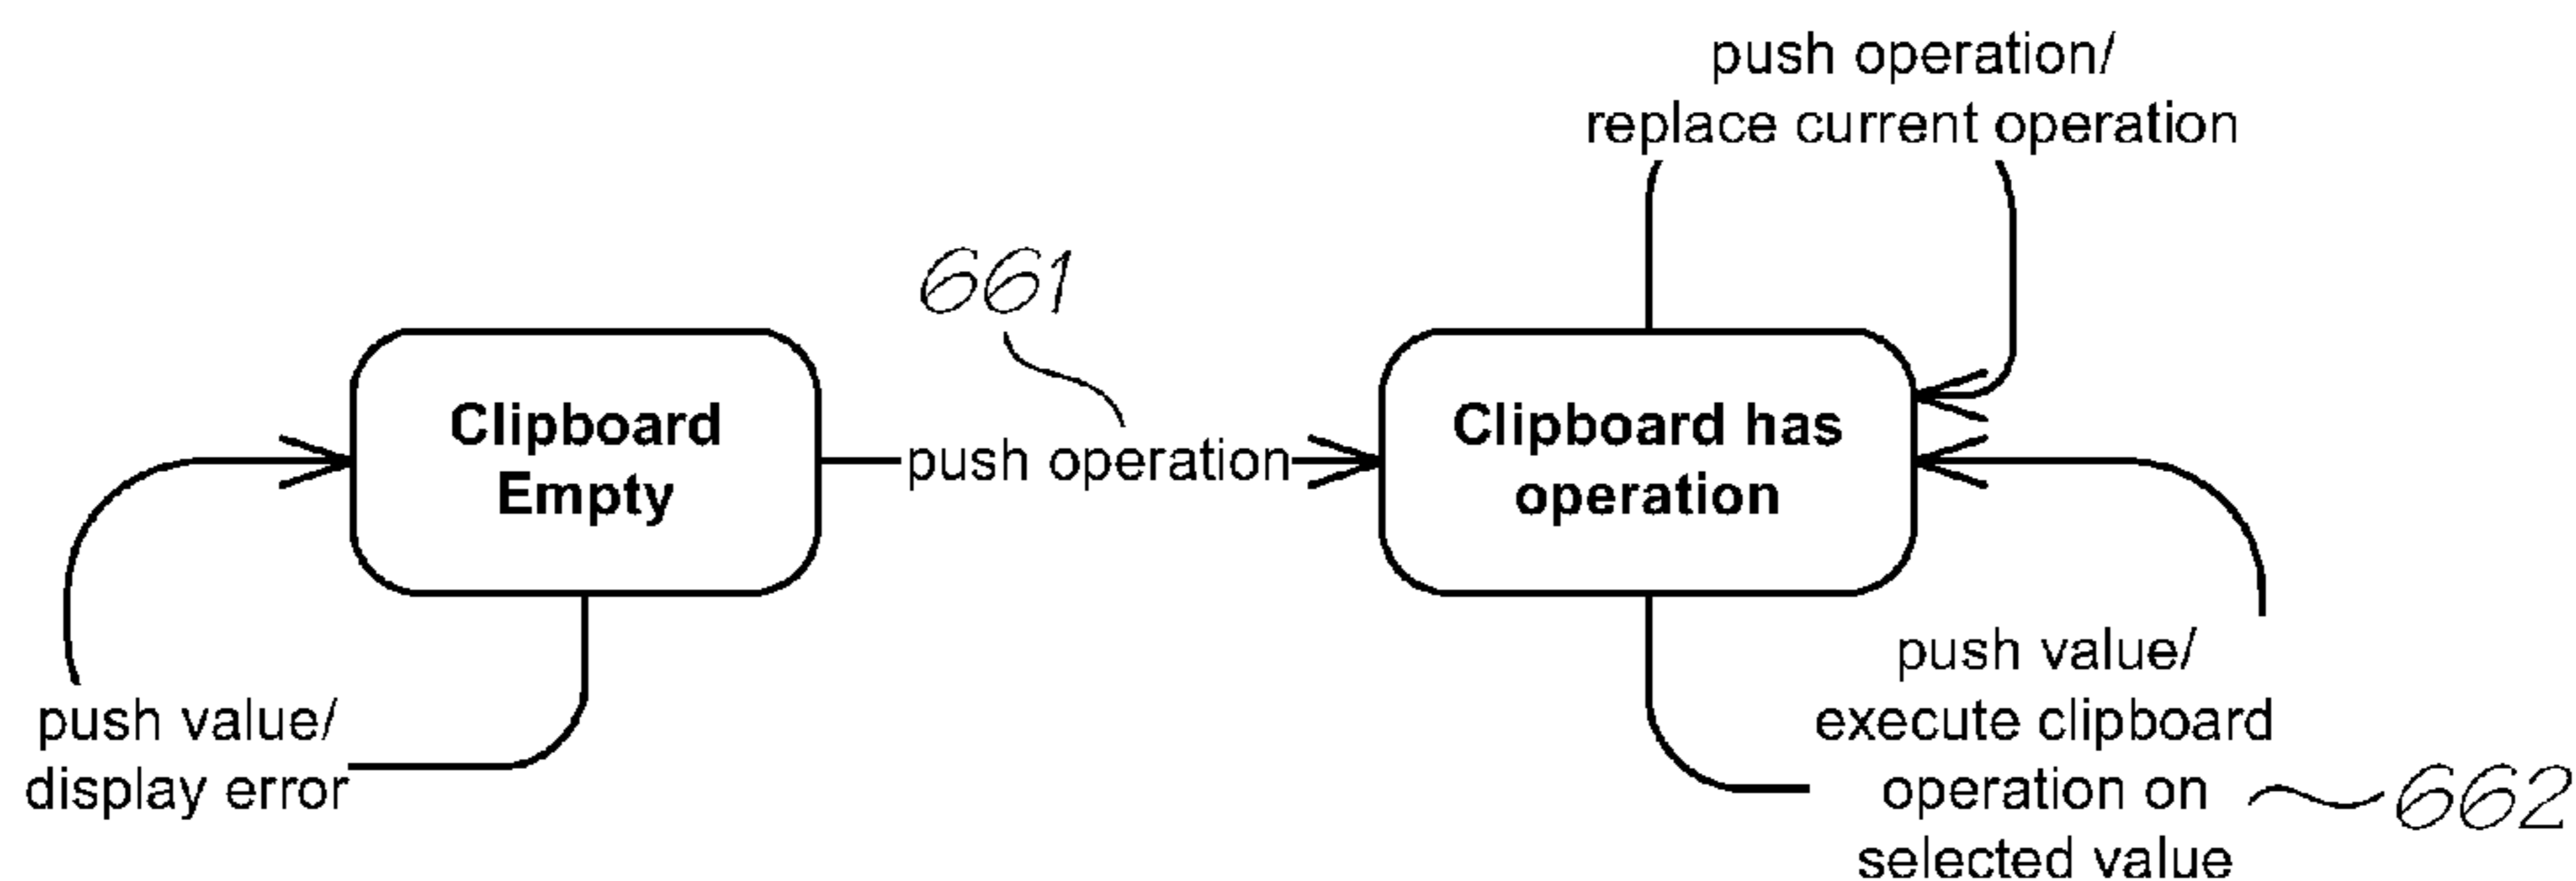 push operation/
replace current operation
661
Clipboard
Empty
push operation
Clipboard has
operation
push value/
display error
push value/
execute clipboard
operation on
selected value
662